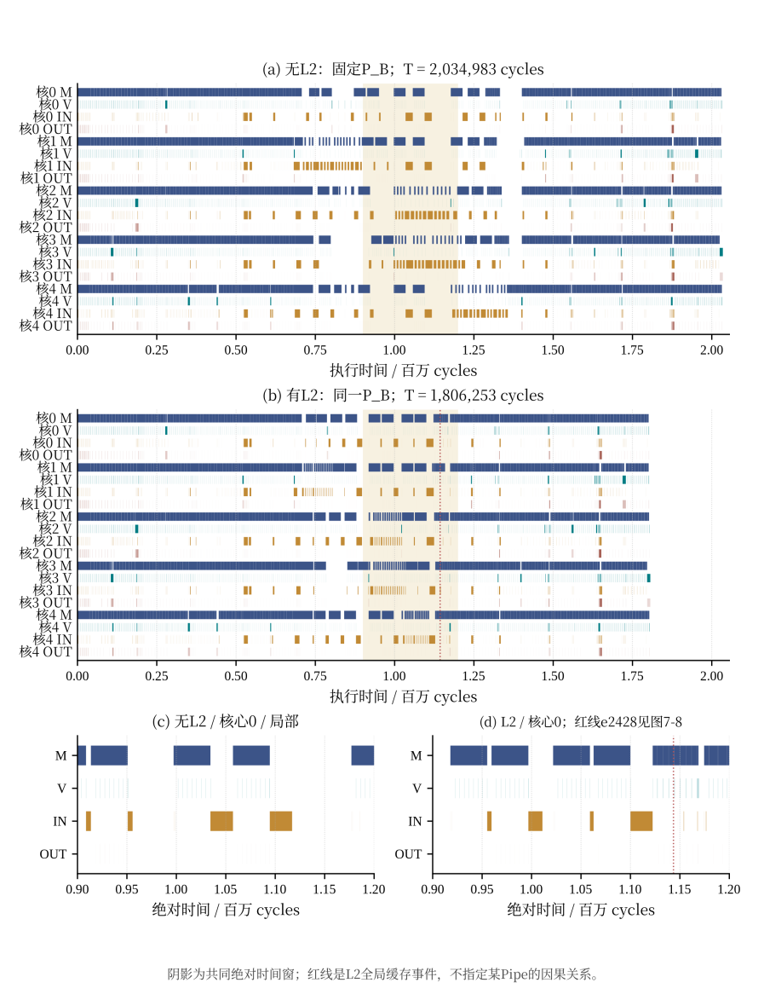 (a) 无L2：固定P_B；T = 2,034,983 cycles
核0 M
核0 V
核0 IN
核0 OUT
核1 M
核1 V
核1 IN
核1 OUT
核2 M
核2 V
核2 IN
核2 OUT
核3 M
核3 V
核3 IN
核3 OUT
核4 M
核4 V
核4 IN
核4 OUT
0.00 0.25 0.50 0.75 1.00 1.25 1.50 1.75 2.00
执行时间 / 百万 cycles
(b) 有L2：同一P_B；T = 1,806,253 cycles
核0 M
核0 V
核0 IN
核0 OUT
核1 M
核1 V
核1 IN
核1 OUT
核2 M
核2 V
核2 IN
核2 OUT
核3 M
核3 V
核3 IN
核3 OUT
核4 M
核4 V
核4 IN
核4 OUT
0.00 0.25 0.50 0.75 1.00 1.25 1.50 1.75 2.00
执行时间 / 百万 cycles
(c) 无L2 / 核心0 / 局部
M
V
IN
OUT
0.90 0.95 1.00 1.05 1.10 1.15 1.20
绝对时间 / 百万 cycles
(d) L2 / 核心0；红线e2428见图7-8
M
V
IN
OUT
0.90 0.95 1.00 1.05 1.10 1.15 1.20
绝对时间 / 百万 cycles
阴影为共同绝对时间窗；红线是L2全局缓存事件，不指定某Pipe的因果关系。